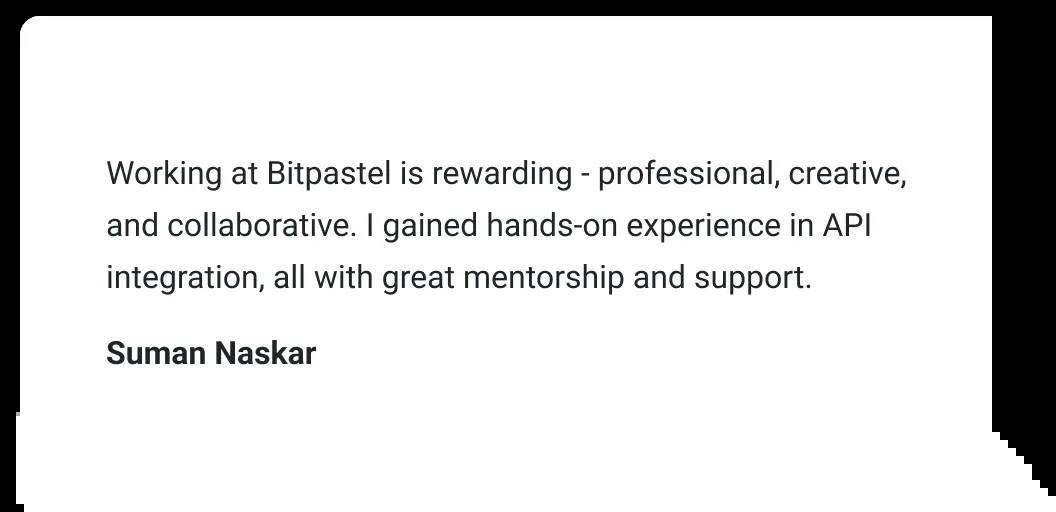 Working at Bitpastel is rewarding - professional, creative,
and collaborative. I gained hands-on experience in API
integration, all with great mentorship and support.
Suman Naskar